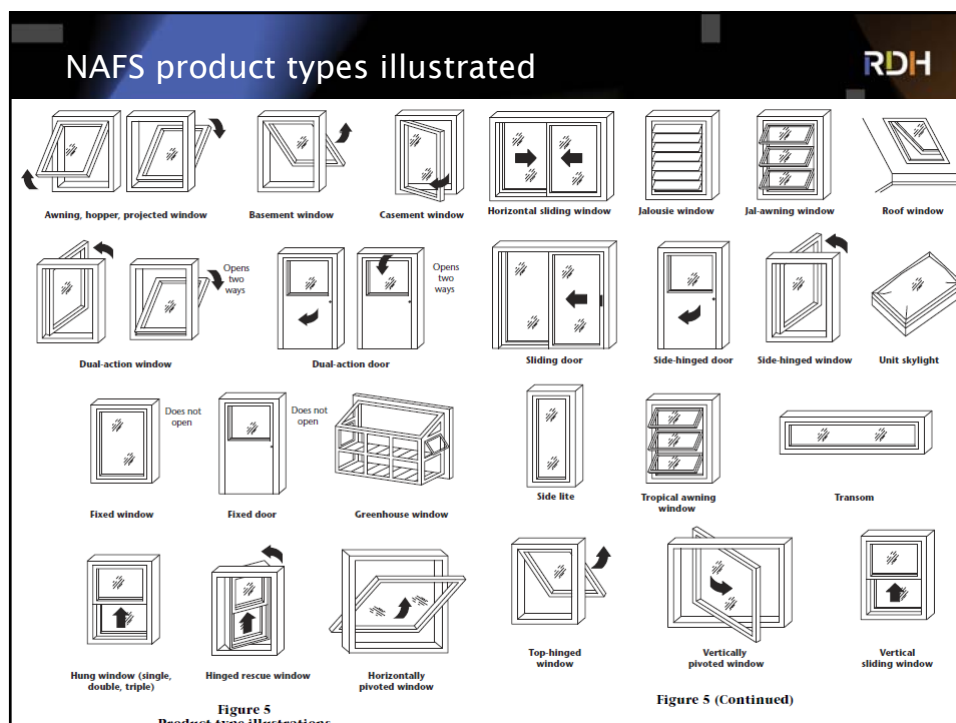 NAFS product types illustrated
RDH
Awning, hopper, projected window
Basement window
Casement window
Horizontal sliding window
Jalousie window
Jal-awning window
Roof window
Opens
two
ways
Opens
two
ways
Dual-action window
Dual-action door
Sliding door
Side-hinged door
Side-hinged window
Unit skylight
Does not
open
Does not
open
Fixed window
Fixed door
Greenhouse window
Side lite
Tropical awning
window
Transom
Hung window (single,
double, triple)
Hinged rescue window
Horizontally
pivoted window
Top-hinged
window
Vertically
pivoted window
Vertical
sliding window
Figure 5
Product type illustrations
Figure 5 (Continued)